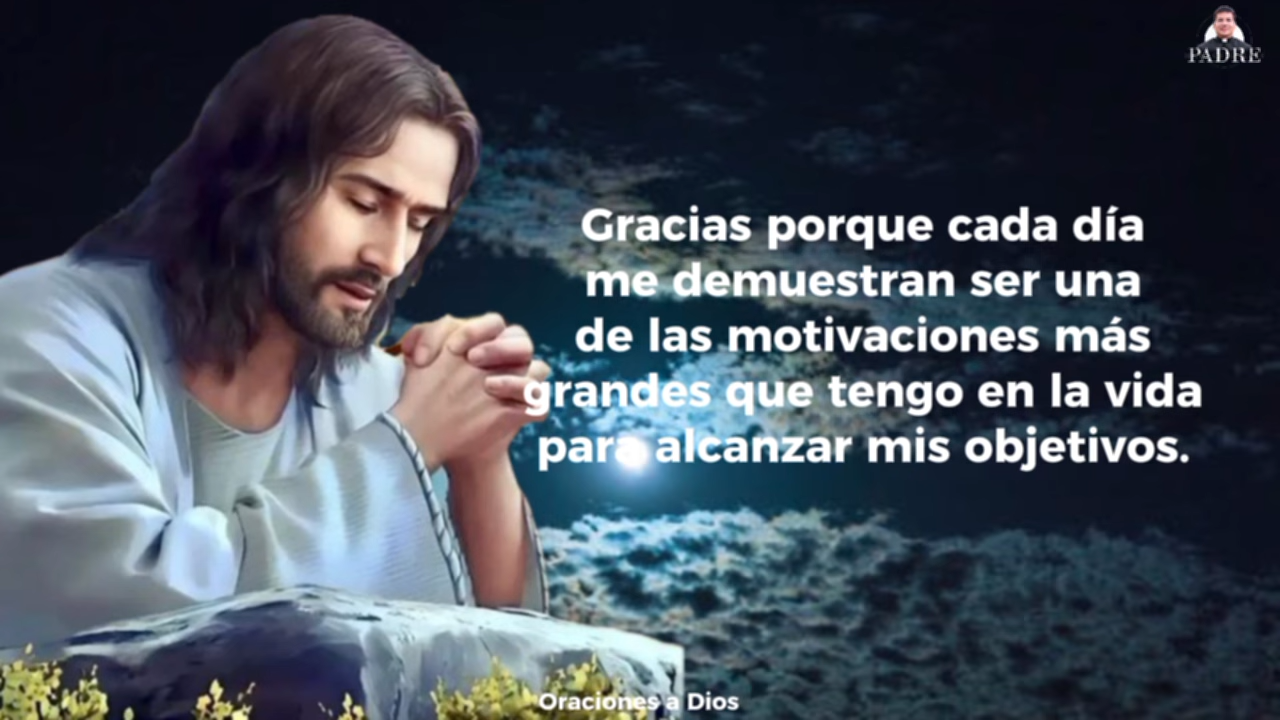 PADRE
Gracias porque cada día
me demuestran ser una
de las motivaciones más
grandes que tengo en la vida
para alcanzar mis objetivos.
Oraciones a Dios